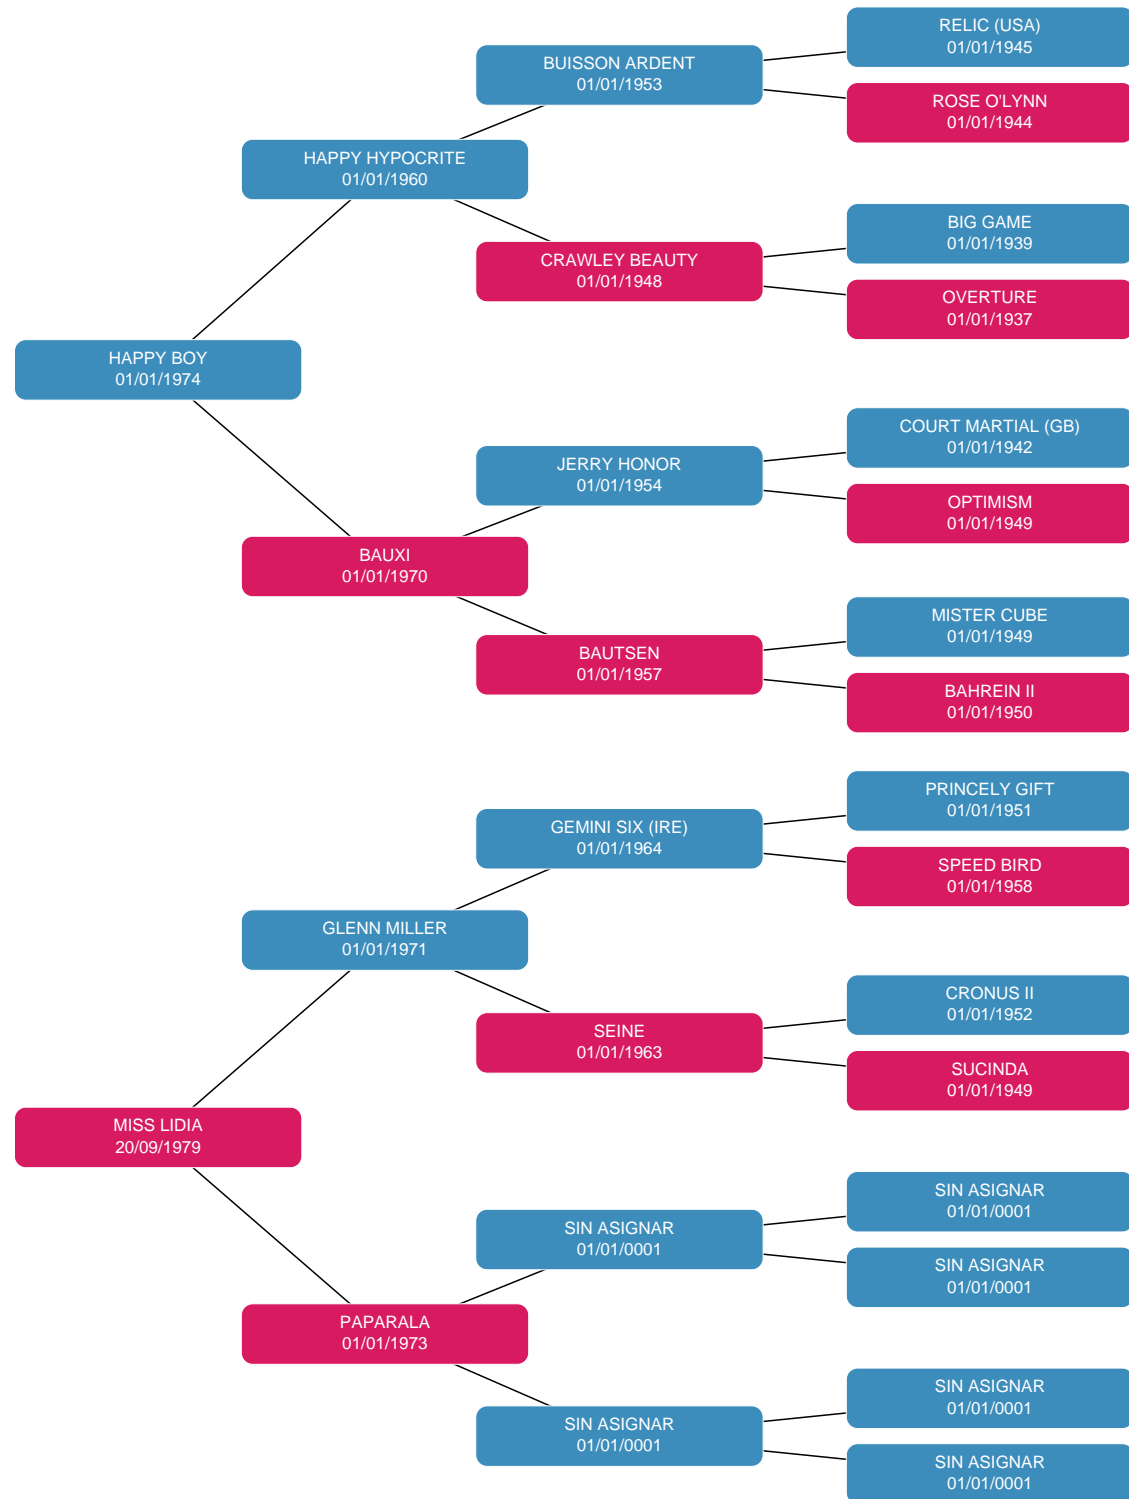 RELIC (USA)
01/01/1945
BUISSON ARDENT
01/01/1953
ROSE O'LYNN
01/01/1944
HAPPY HYPOCRITE
01/01/1960
BIG GAME
01/01/1939
CRAWLEY BEAUTY
01/01/1948
OVERTURE
01/01/1937
HAPPY BOY
01/01/1974
COURT MARTIAL (GB)
01/01/1942
JERRY HONOR
01/01/1954
OPTIMISM
01/01/1949
BAUXI
01/01/1970
MISTER CUBE
01/01/1949
BAUTSEN
01/01/1957
BAHREIN II
01/01/1950
PRINCELY GIFT
01/01/1951
GEMINI SIX (IRE)
01/01/1964
SPEED BIRD
01/01/1958
GLENN MILLER
01/01/1971
CRONUS II
01/01/1952
SEINE
01/01/1963
SUCINDA
01/01/1949
MISS LIDIA
20/09/1979
SIN ASIGNAR
01/01/0001
SIN ASIGNAR
01/01/0001
SIN ASIGNAR
01/01/0001
PAPARALA
01/01/1973
SIN ASIGNAR
01/01/0001
SIN ASIGNAR
01/01/0001
SIN ASIGNAR
01/01/0001